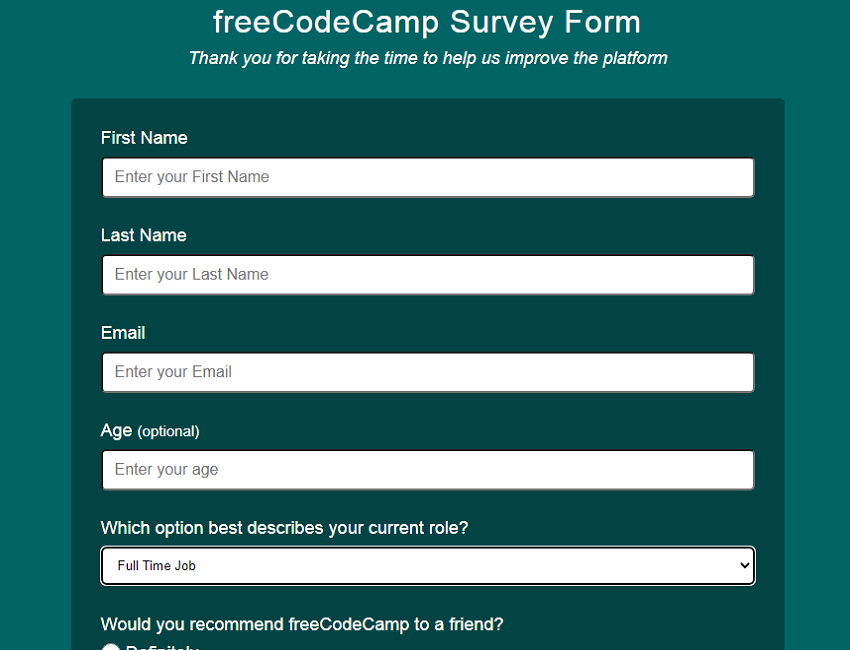 freeCodeCamp Survey Form
Thank you for taking the time to help us improve the platform
First Name
Enter your First Name
Last Name
Enter your Last Name
Email
Enter your Email
Age (optional)
Enter your age
Which option best describes your current role?
Full Time Job
Would you recommend freeCodeCamp to a friend?
Definitely